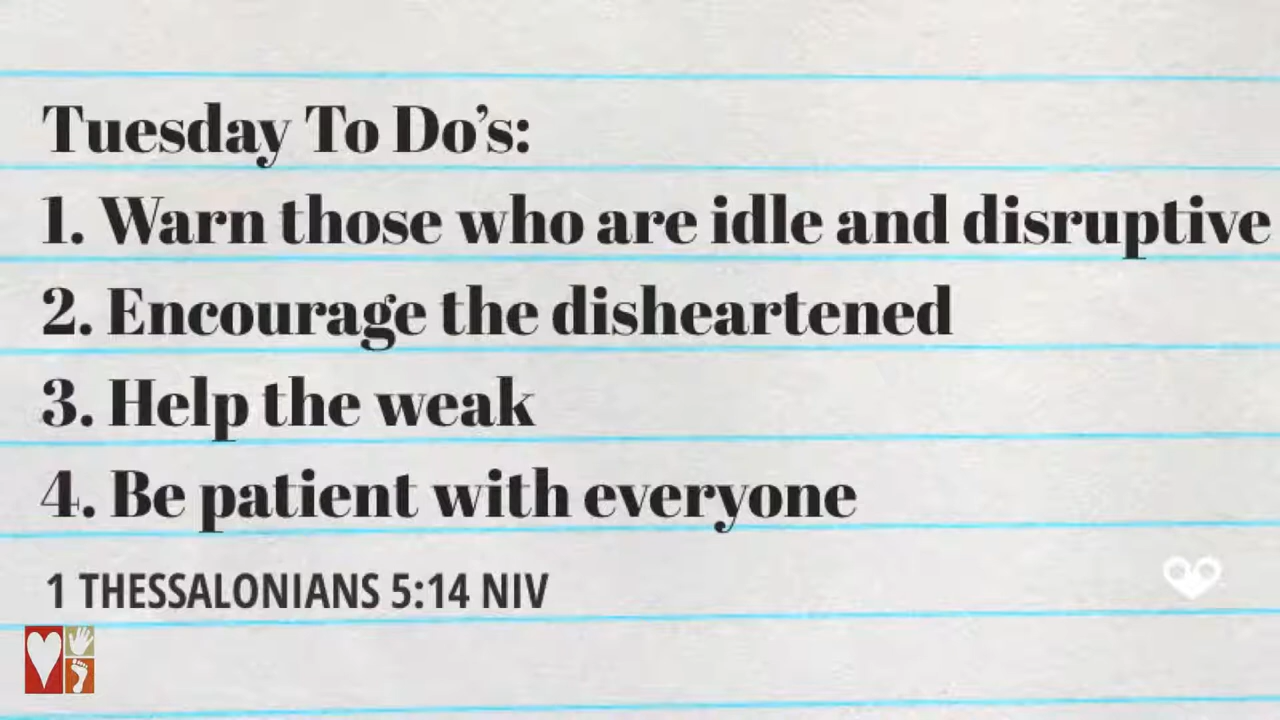 Tuesday To Do’s:
1. Warn those who are idle and disruptive
2. Encourage the disheartened
3. Help the weak
4. Be patient with everyone
1 THESSALONIANS 5:14 NIV